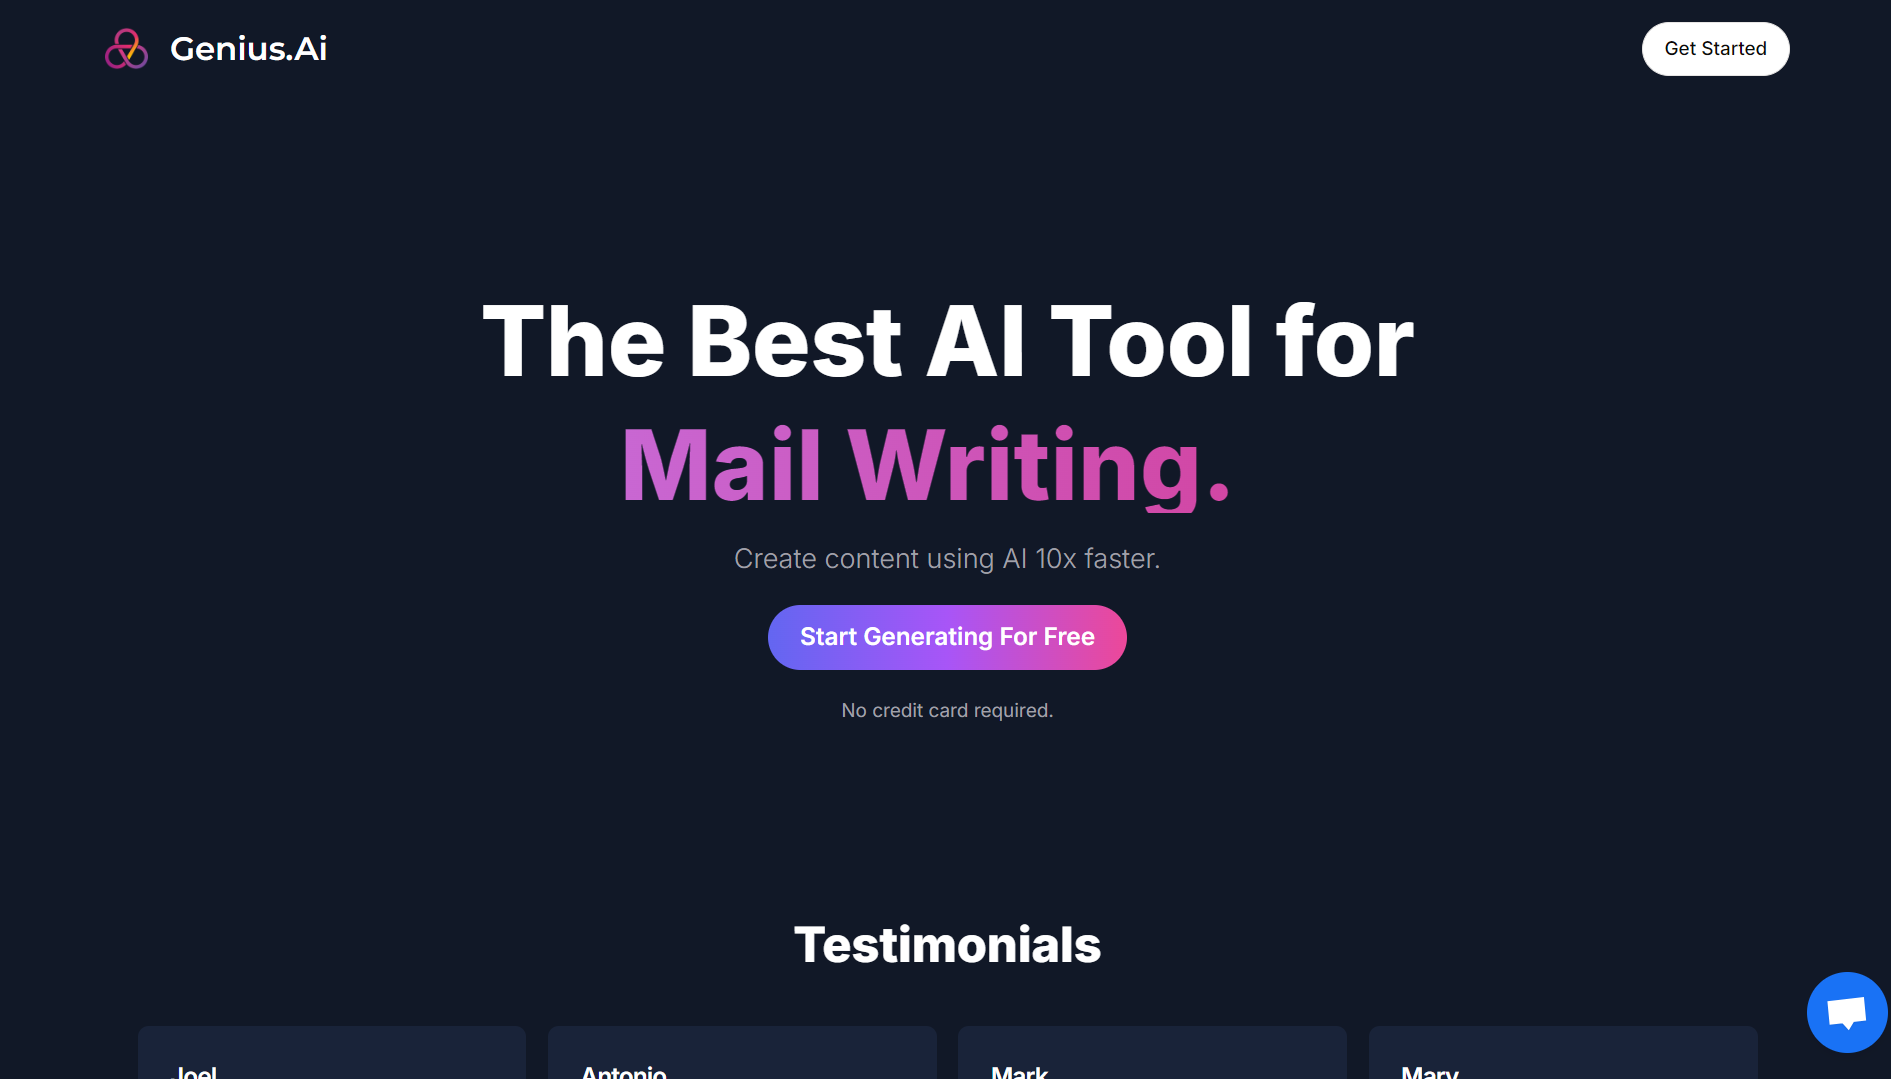 Genius.Ai
Get Started
The Best AI Tool for
Mail Writing.
Create content using AI 10x faster.
Start Generating For Free
No credit card required.
Testimonials
Joel
Antonio
Mark
Mary